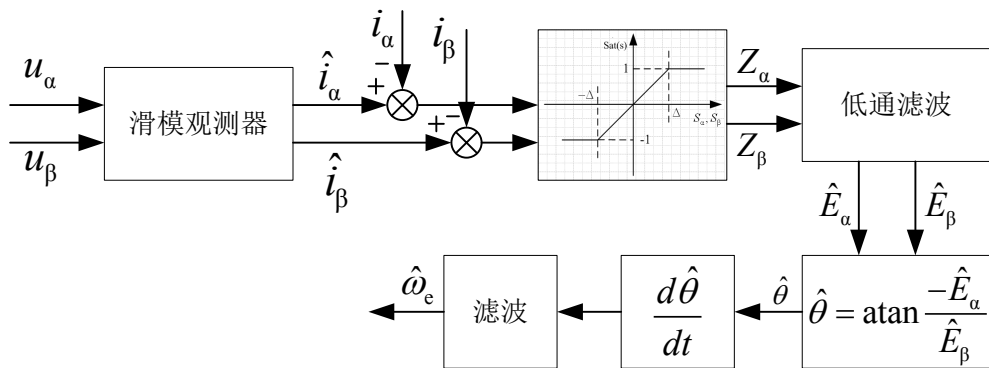 u_α
u_β
滑模观测器
î_α
î_β
i_α
i_β
+
−
+
−
Sat(s)
1
−Δ
Δ
S_α, S_β
-1
Z_α
Z_β
低通滤波
Ê_α
Ê_β
θ̂ = atan −Ê_α / Ê_β
θ̂
dθ̂ / dt
滤波
ω̂_e